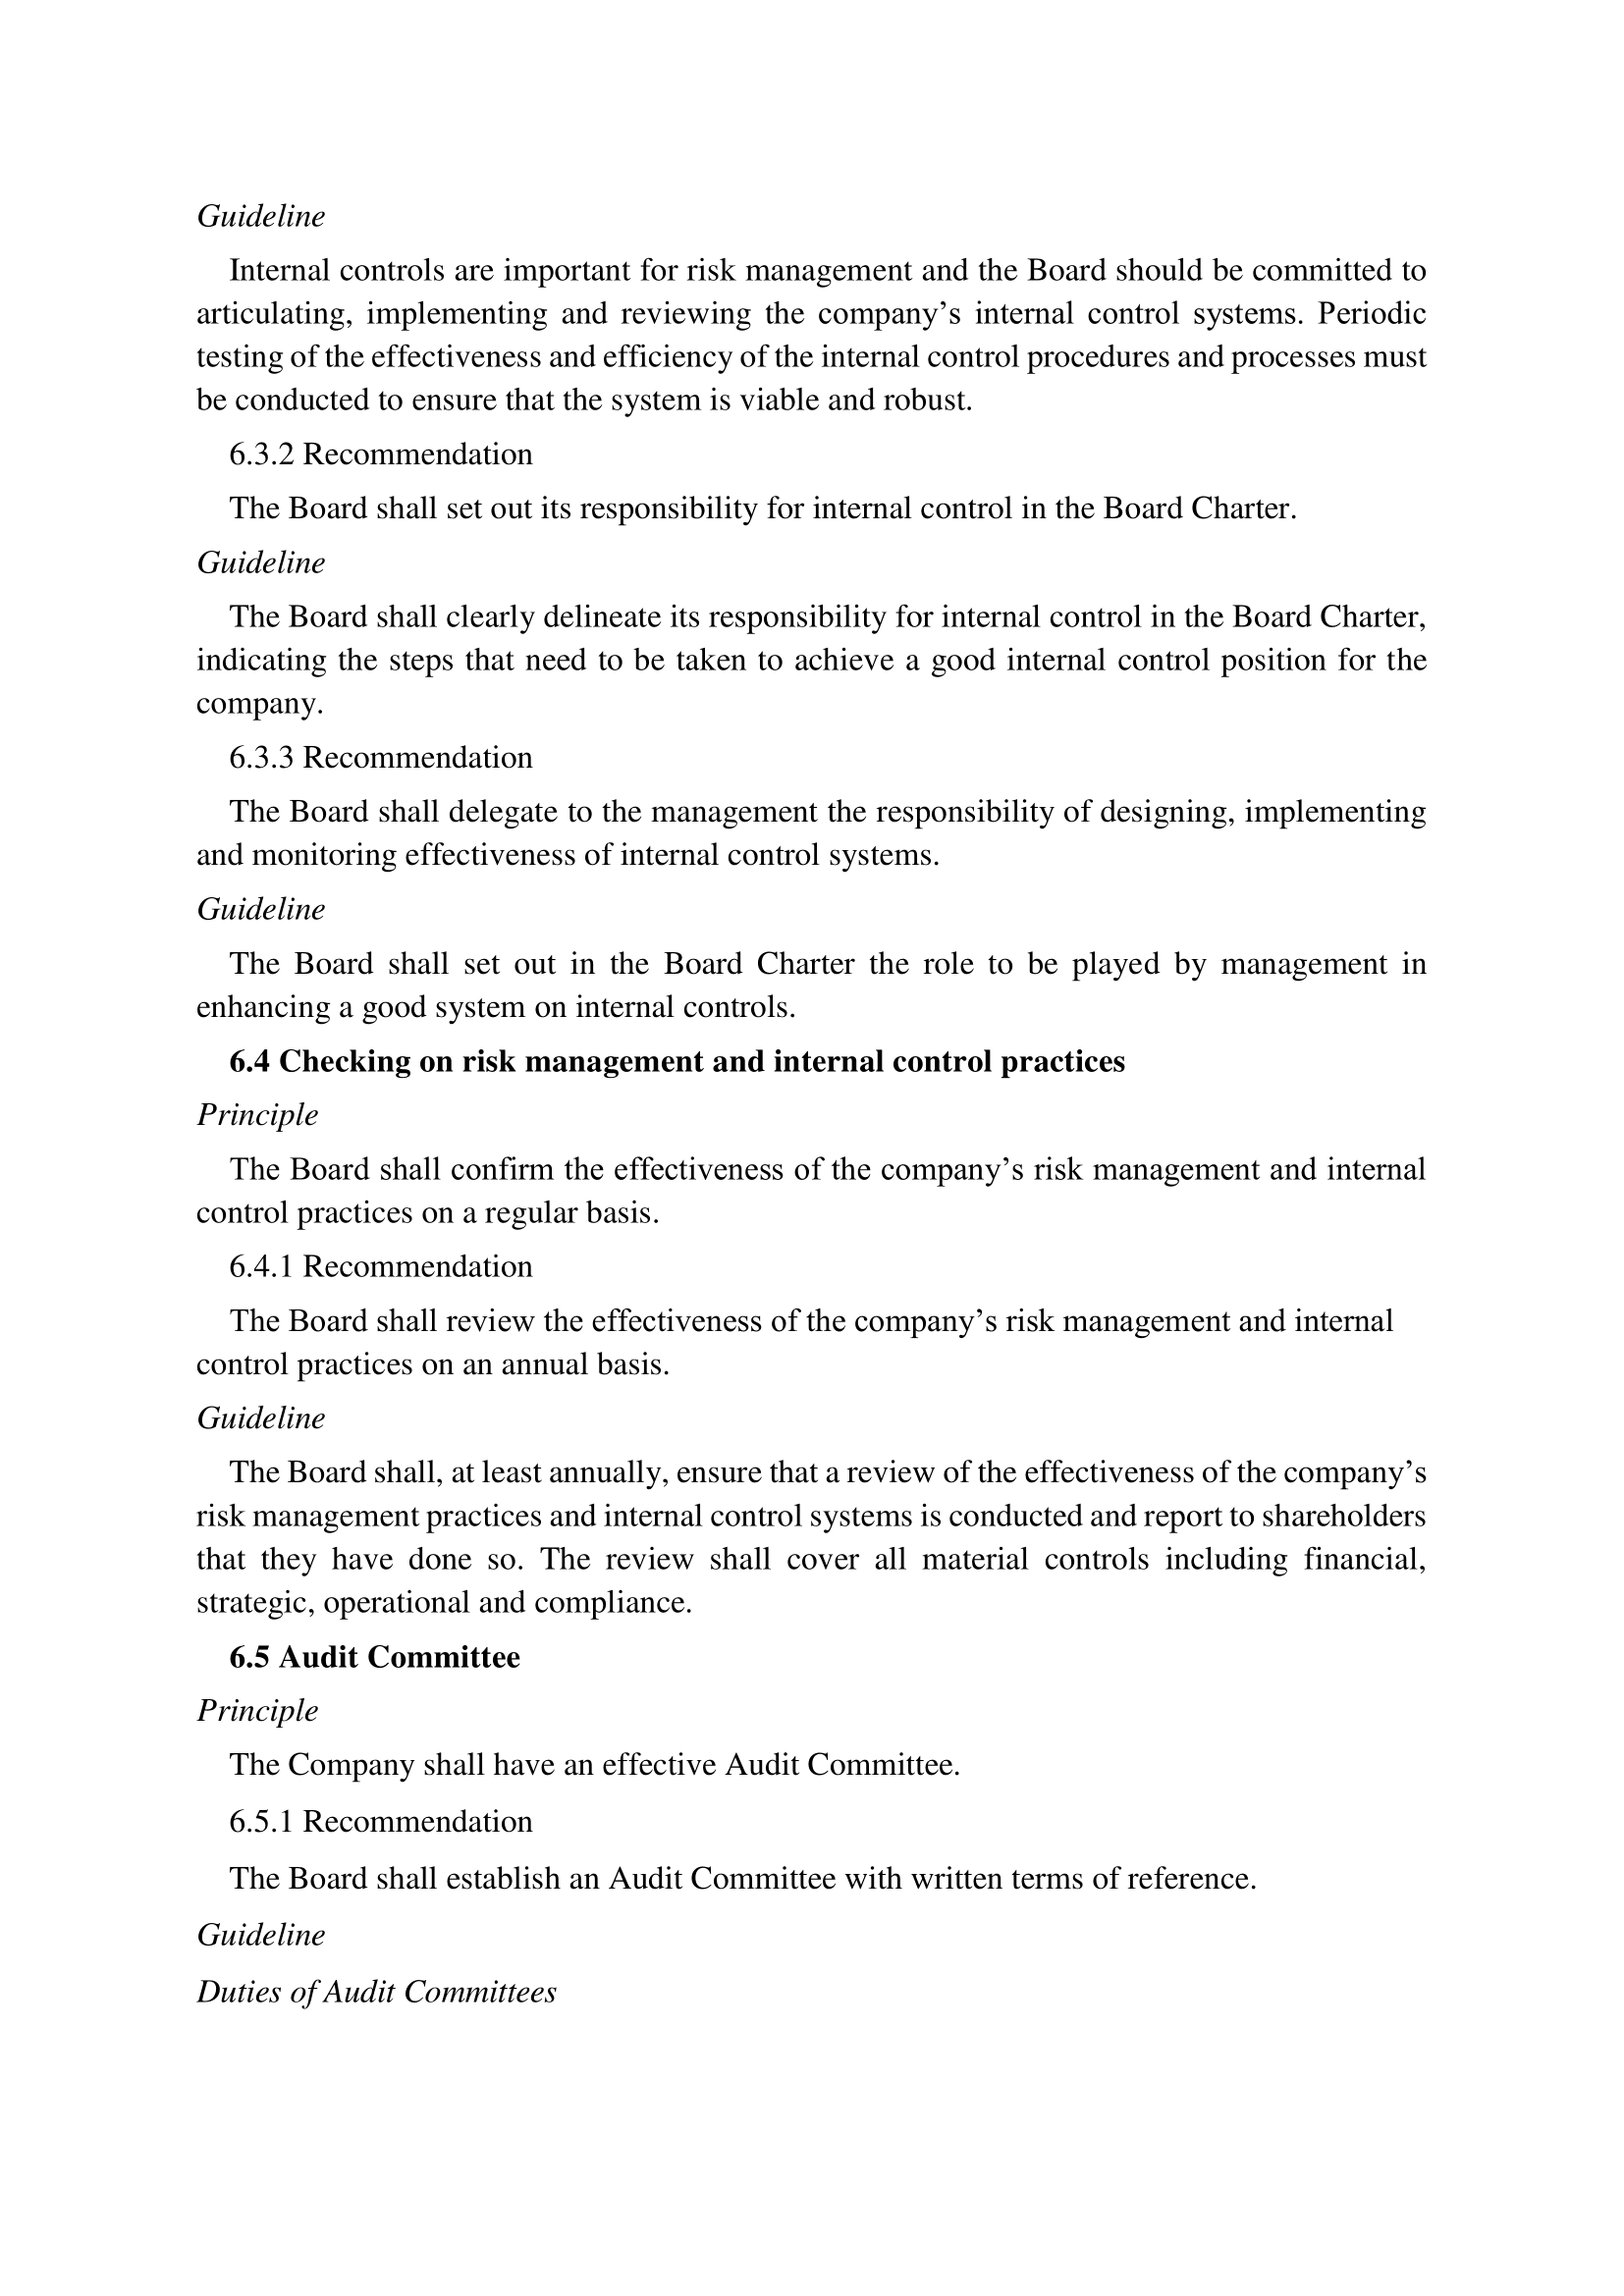 Guideline
Internal controls are important for risk management and the Board should be committed to
articulating, implementing and reviewing the company’s internal control systems. Periodic
testing of the effectiveness and efficiency of the internal control procedures and processes must
be conducted to ensure that the system is viable and robust.
6.3.2 Recommendation
The Board shall set out its responsibility for internal control in the Board Charter.
Guideline
The Board shall clearly delineate its responsibility for internal control in the Board Charter,
indicating the steps that need to be taken to achieve a good internal control position for the
company.
6.3.3 Recommendation
The Board shall delegate to the management the responsibility of designing, implementing
and monitoring effectiveness of internal control systems.
Guideline
The Board shall set out in the Board Charter the role to be played by management in
enhancing a good system on internal controls.
6.4 Checking on risk management and internal control practices
Principle
The Board shall confirm the effectiveness of the company’s risk management and internal
control practices on a regular basis.
6.4.1 Recommendation
The Board shall review the effectiveness of the company’s risk management and internal
control practices on an annual basis.
Guideline
The Board shall, at least annually, ensure that a review of the effectiveness of the company’s
risk management practices and internal control systems is conducted and report to shareholders
that they have done so. The review shall cover all material controls including financial,
strategic, operational and compliance.
6.5 Audit Committee
Principle
The Company shall have an effective Audit Committee.
6.5.1 Recommendation
The Board shall establish an Audit Committee with written terms of reference.
Guideline
Duties of Audit Committees